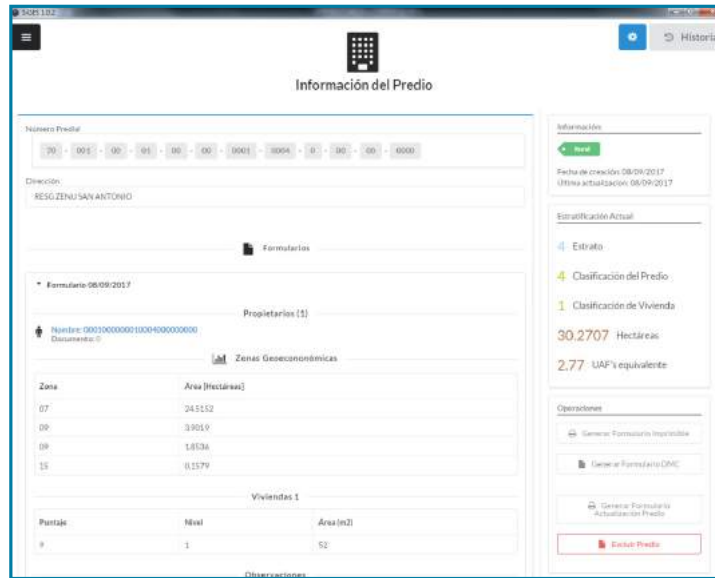 Historia
Información del Predio
Número Predial
70 - 001 - 00 - 01 - 00 - 00 - 0001 - 0004 - 0 - 00 - 00 - 0000
Dirección
RESG ZENU SAN ANTONIO
Formularios
Formulario 08/09/2017
Propietarios (1)
Documento: 0
Zonas Geoeconómicas
Zona Area [Hectáreas]
07 24.5152
09 3.9019
09 1.8536
15 0.1579
Viviendas 1
Puntaje Nivel Área (m2)
9 1 52
Observaciones
Información
Rural
Fecha de creación: 08/09/2017
Última actualización: 08/09/2017
Estratificación Actual
4 Estrato
4 Clasificación del Predio
1 Clasificación de Vivienda
30.2707 Hectáreas
2.77 UAF's equivalente
Operaciones
Generar Formulario Imprimible
Generar Formulario DMC
Generar Formulario
Actualización Predio
Excluir Predio